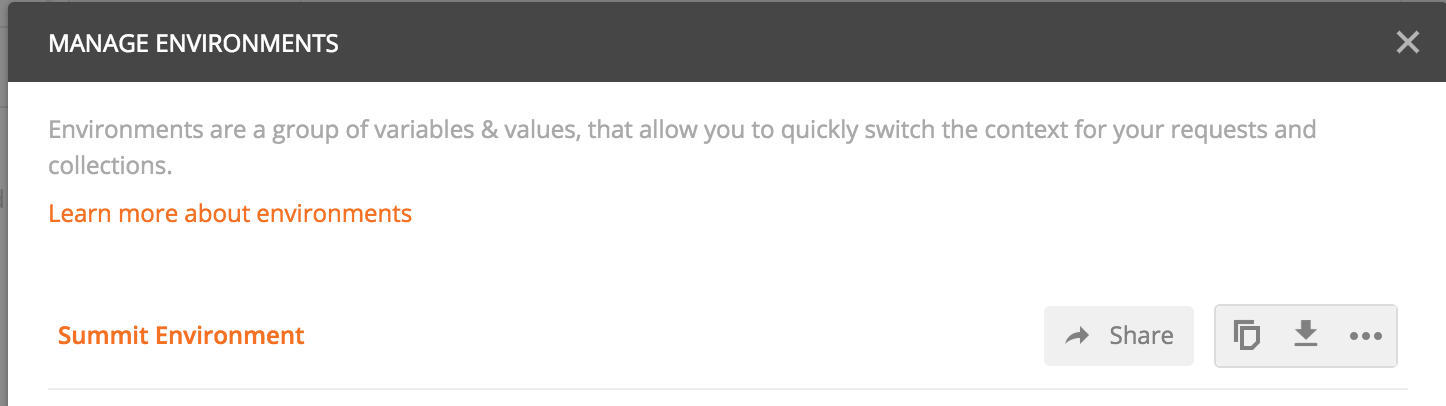 MANAGE ENVIRONMENTS
Environments are a group of variables & values, that allow you to quickly switch the context for your requests and
collections.
Learn more about environments
Summit Environment
Share